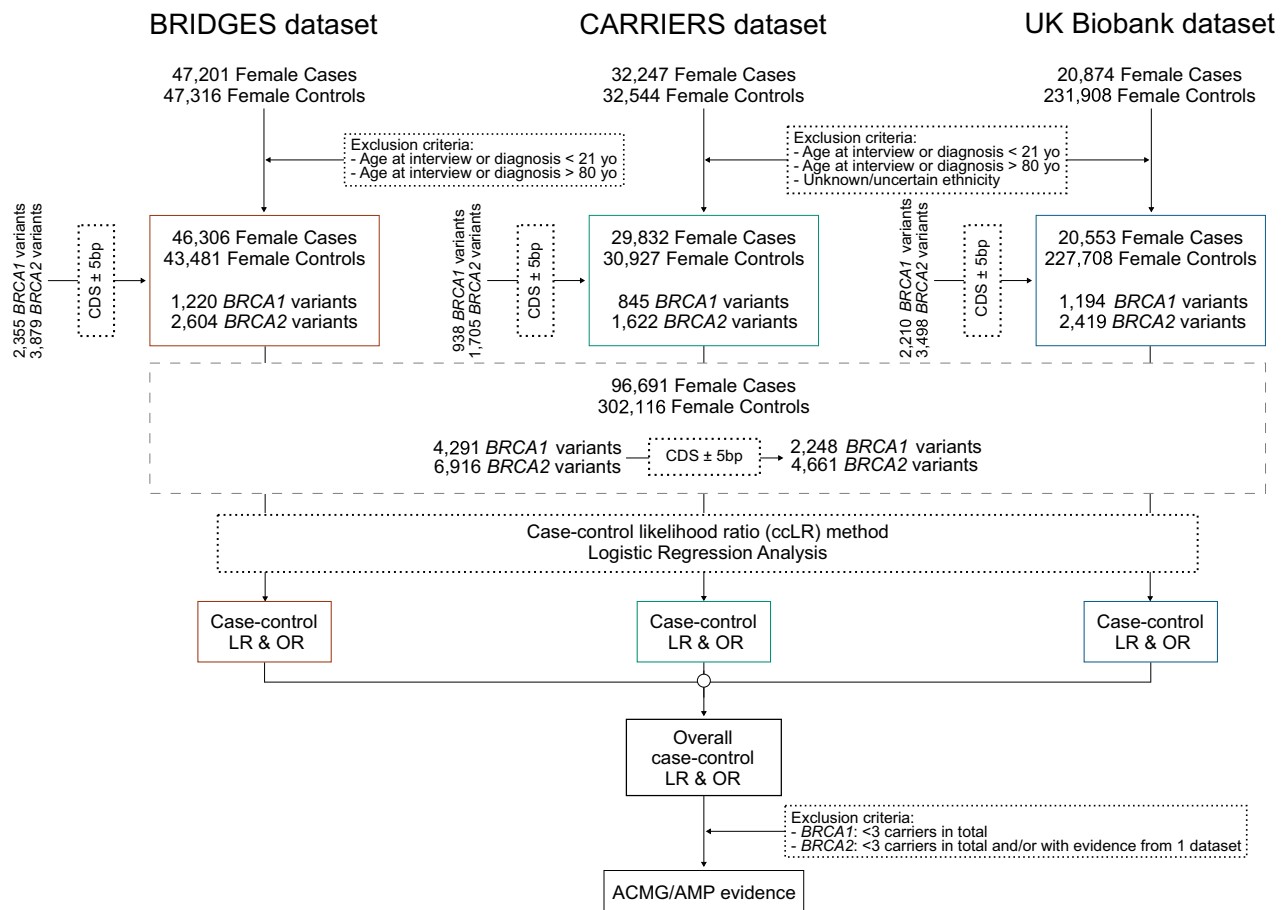 BRIDGES dataset
CARRIERS dataset
UK Biobank dataset
47,201 Female Cases
47,316 Female Controls
32,247 Female Cases
32,544 Female Controls
20,874 Female Cases
231,908 Female Controls
Exclusion criteria:
- Age at interview or diagnosis < 21 yo
- Age at interview or diagnosis > 80 yo
Exclusion criteria:
- Age at interview or diagnosis < 21 yo
- Age at interview or diagnosis > 80 yo
- Unknown/uncertain ethnicity
2,355 BRCA1 variants
3,879 BRCA2 variants
CDS ± 5bp
46,306 Female Cases
43,481 Female Controls
1,220 BRCA1 variants
2,604 BRCA2 variants
938 BRCA1 variants
1,705 BRCA2 variants
CDS ± 5bp
29,832 Female Cases
30,927 Female Controls
845 BRCA1 variants
1,622 BRCA2 variants
2,210 BRCA1 variants
3,498 BRCA2 variants
CDS ± 5bp
20,553 Female Cases
227,708 Female Controls
1,194 BRCA1 variants
2,419 BRCA2 variants
96,691 Female Cases
302,116 Female Controls
4,291 BRCA1 variants
6,916 BRCA2 variants
CDS ± 5bp
2,248 BRCA1 variants
4,661 BRCA2 variants
Case-control likelihood ratio (ccLR) method
Logistic Regression Analysis
Case-control
LR & OR
Case-control
LR & OR
Case-control
LR & OR
Overall
case-control
LR & OR
Exclusion criteria:
- BRCA1: <3 carriers in total
- BRCA2: <3 carriers in total and/or with evidence from 1 dataset
ACMG/AMP evidence